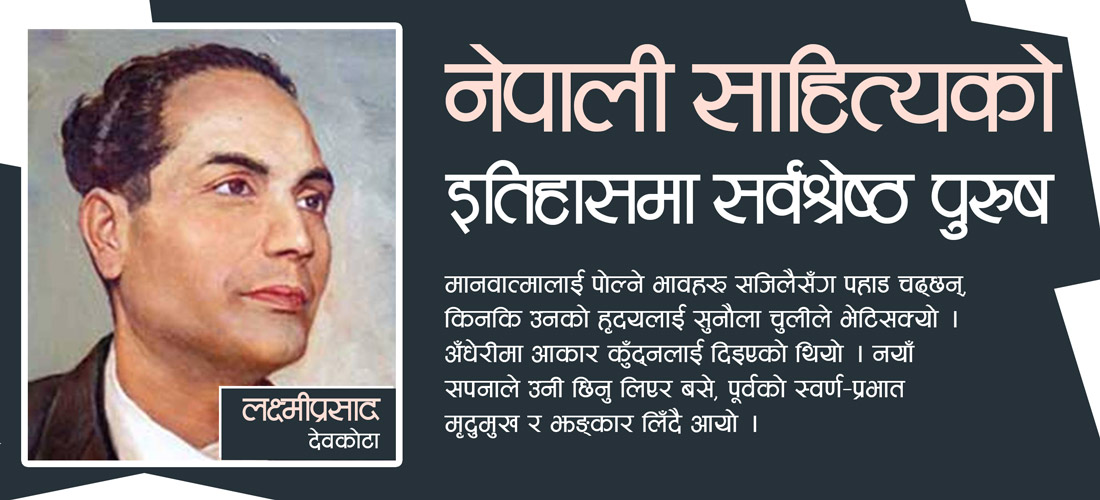 नेपाली साहित्यको
इतिहासमा सर्वश्रेष्ठ पुरुष
मानवात्मालाई पोल्ने भावहरु सजिलैसँग पहाड चढ्छन्,
किनकि उनको हृदयलाई सुनौला चुलीले भेटिसक्यो ।
अँधेरीमा आकार कुँद्‌नलाई दिइएको थियो । नयाँ
सपनाले उनी छिनु लिएर बसे, पूर्वको स्वर्ण-प्रभात
मृदुमुख र झङ्कार लिँदै आयो ।
लक्ष्मीप्रसाद
देवकोटा